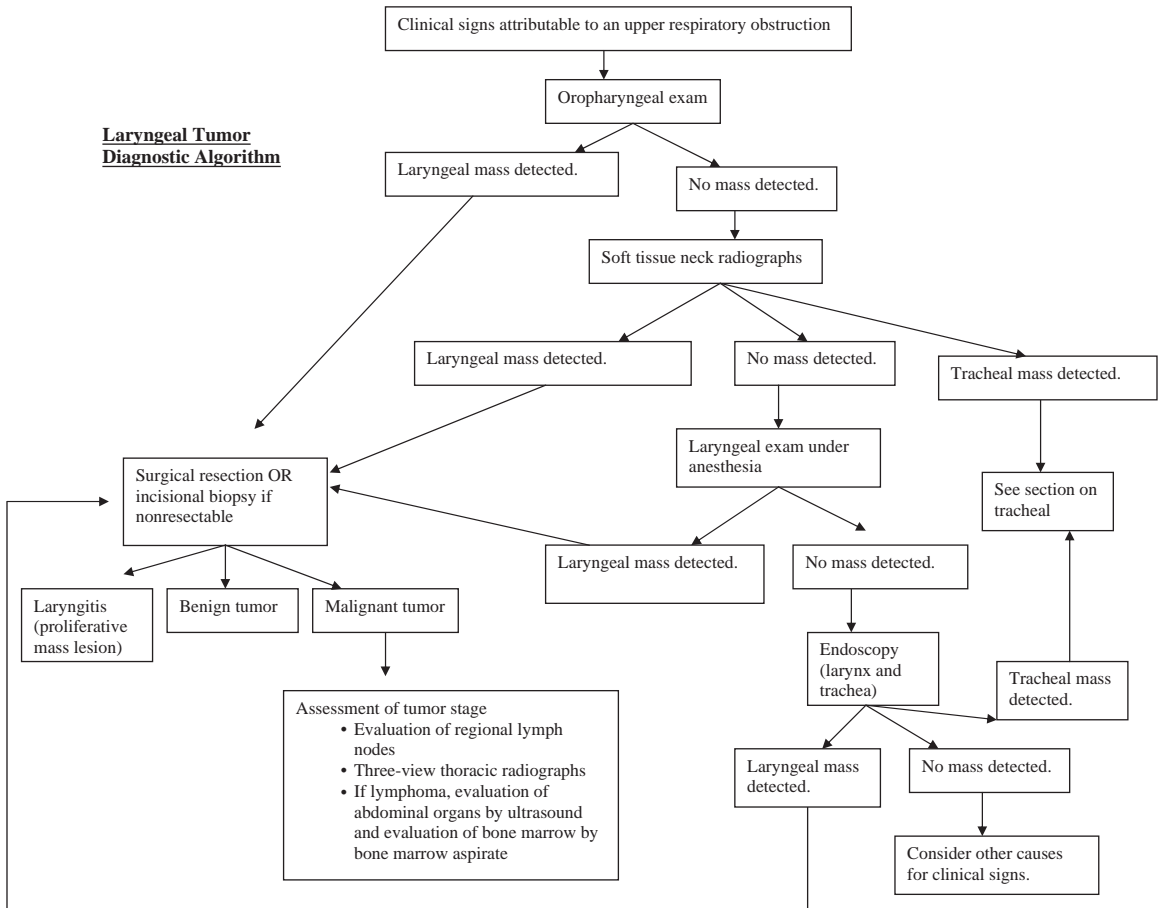 Clinical signs attributable to an upper respiratory obstruction
Oropharyngeal exam
Laryngeal Tumor
Diagnostic Algorithm
Laryngeal mass detected.
No mass detected.
Soft tissue neck radiographs
Laryngeal mass detected.
No mass detected.
Tracheal mass detected.
Laryngeal exam under
anesthesia
Surgical resection OR
incisional biopsy if
nonresectable
See section on
tracheal
Laryngeal mass detected.
No mass detected.
Laryngitis
(proliferative
mass lesion)
Benign tumor
Malignant tumor
Endoscopy
(larynx and
trachea)
Tracheal mass
detected.
Assessment of tumor stage
• Evaluation of regional lymph
nodes
• Three-view thoracic radiographs
• If lymphoma, evaluation of
abdominal organs by ultrasound
and evaluation of bone marrow by
bone marrow aspirate
Laryngeal mass
detected.
No mass detected.
Consider other causes
for clinical signs.